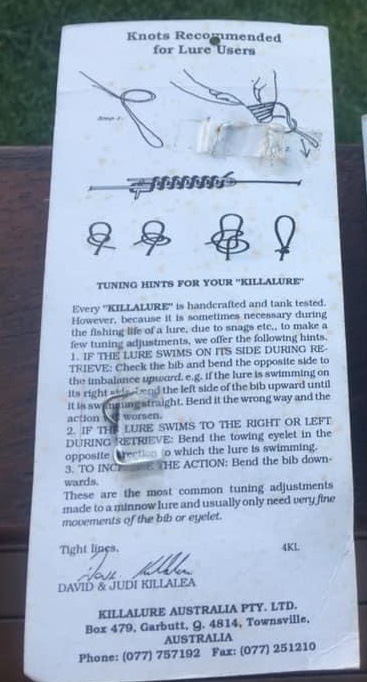 Knots Recommended
for Lure Users
Step 1.
TUNING HINTS FOR YOUR "KILLALURE"
Every "KILLALURE" is handcrafted and tank tested.
However, because it is sometimes necessary during
the fishing life of a lure, due to snags etc., to make a
few tuning adjustments, we offer the following hints.
1. IF THE LURE SWIMS ON ITS SIDE DURING RE-
TRIEVE: Check the bib and bend the opposite side to
the imbalance upward. e.g. if the lure is swimming on
its right side bend the left side of bib upward until
it is swimming straight. Bend it the wrong way and the
action worsen.
2. IF THE LURE SWIMS TO THE RIGHT OR LEFT
DURING RETRIEVE: Bend the towing eyelet in the
opposite direction to which the lure is swimming.
3. TO THE ACTION: Bend the bib down-
wards.
These are the most common tuning adjustments
made to a minnow lure and usually only need very fine
movements of the bib or eyelet.
Tight lines,
4KL
DAVID & JUDI KILLALEA
KILLALURE AUSTRALIA PTY. LTD.
Box 479, Garbutt, Q. 4814, Townsville,
AUSTRALIA
Phone: (077) 757192 Fax: (077) 251210